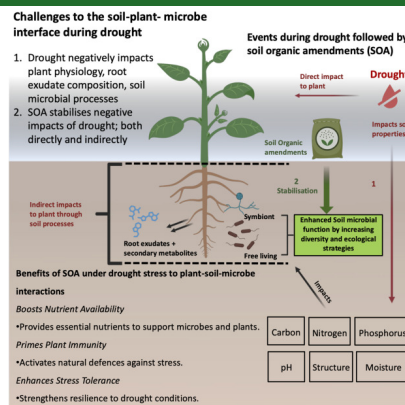 Challenges to the soil-plant- microbe
interface during drought
1. Drought negatively impacts
plant physiology, root
exudate composition, soil
microbial processes
2. SOA stabilises negative
impacts of drought; both
directly and indirectly
Events during drought followed by
soil organic amendments (SOA)
Direct impact
to plant
Drought
Soil Organic
amendments
Impacts soil
properties
2
Stabilisation
1
Indirect impacts
to plant through
soil processes
Symbiont
Root exudates +
secondary metabolites
Free living
Enhanced Soil microbial
function by increasing
diversity and ecological
strategies
Impacts
Benefits of SOA under drought stress to plant-soil-microbe
interactions
Boosts Nutrient Availability
•Provides essential nutrients to support microbes and plants.
Primes Plant Immunity
•Activates natural defences against stress.
Enhances Stress Tolerance
•Strengthens resilience to drought conditions.
Carbon Nitrogen Phosphorus
pH Structure Moisture